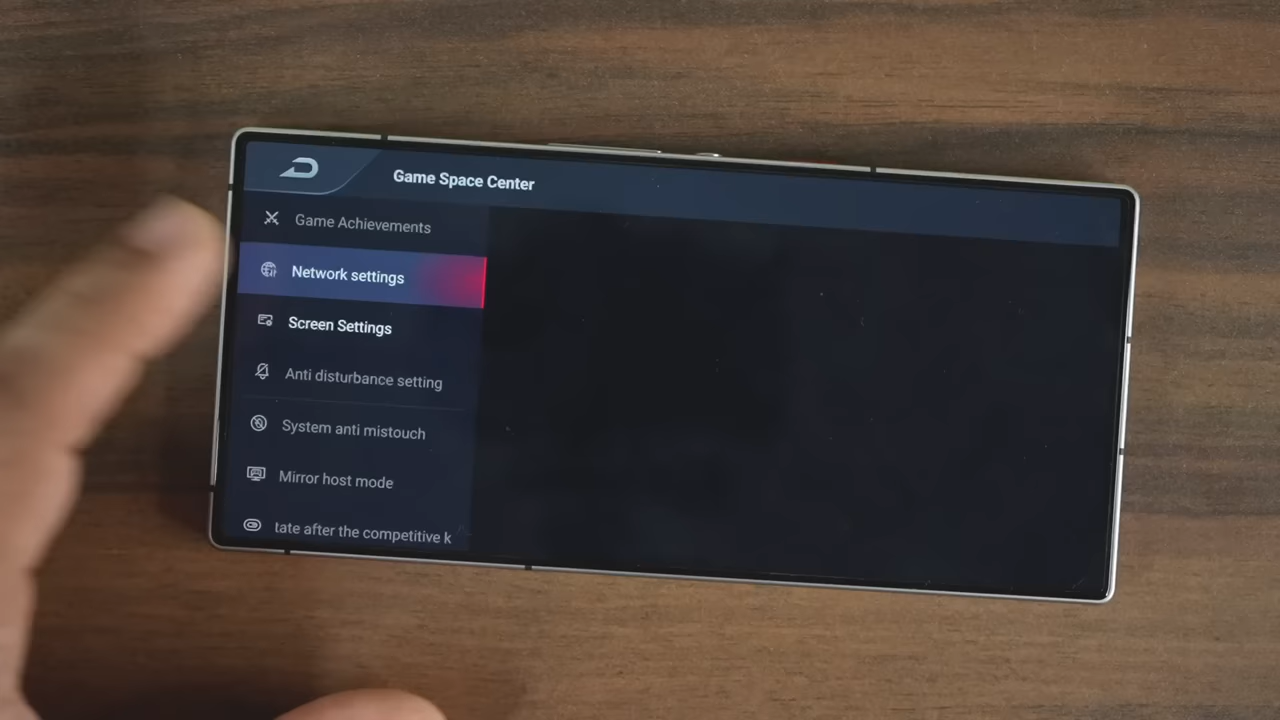 Game Space Center
Game Achievements
Network settings
Screen Settings
Anti disturbance setting
System anti mistouch
Mirror host mode
tate after the competitive k